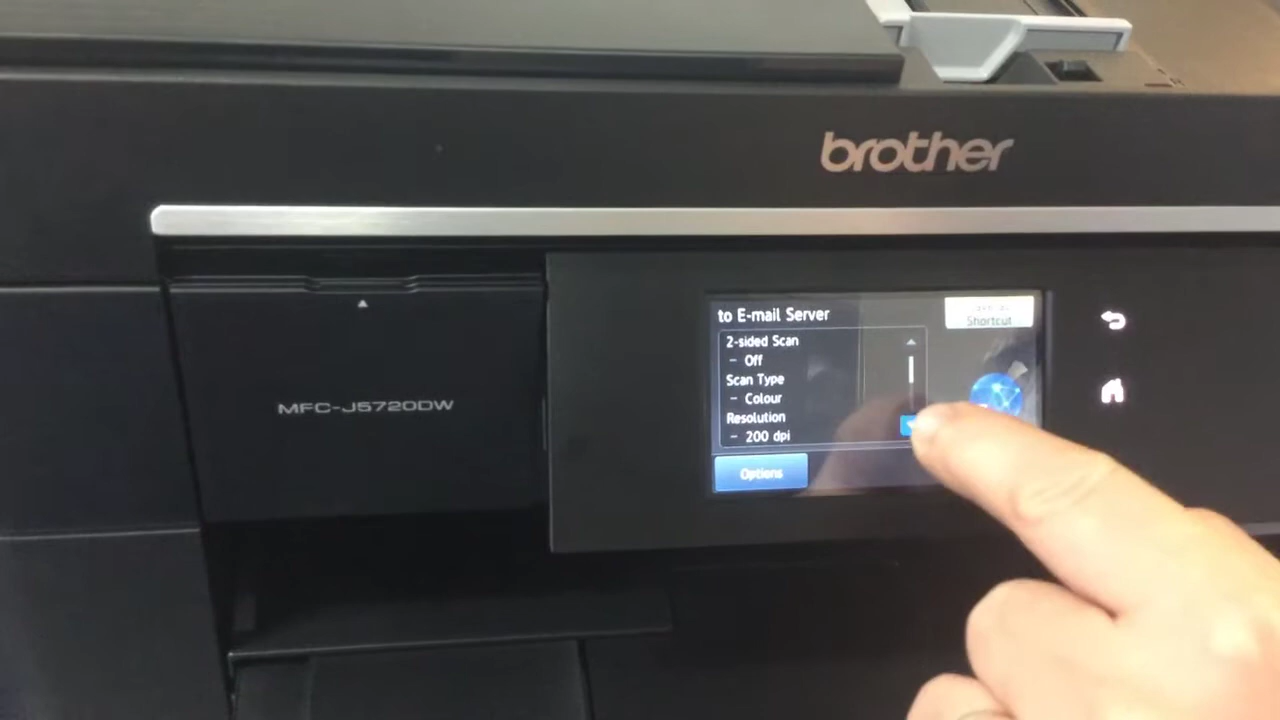 brother
MFC-J5720DW
to E-mail Server
Shortcut
2-sided Scan
- Off
Scan Type
- Colour
Resolution
- 200 dpi
Options